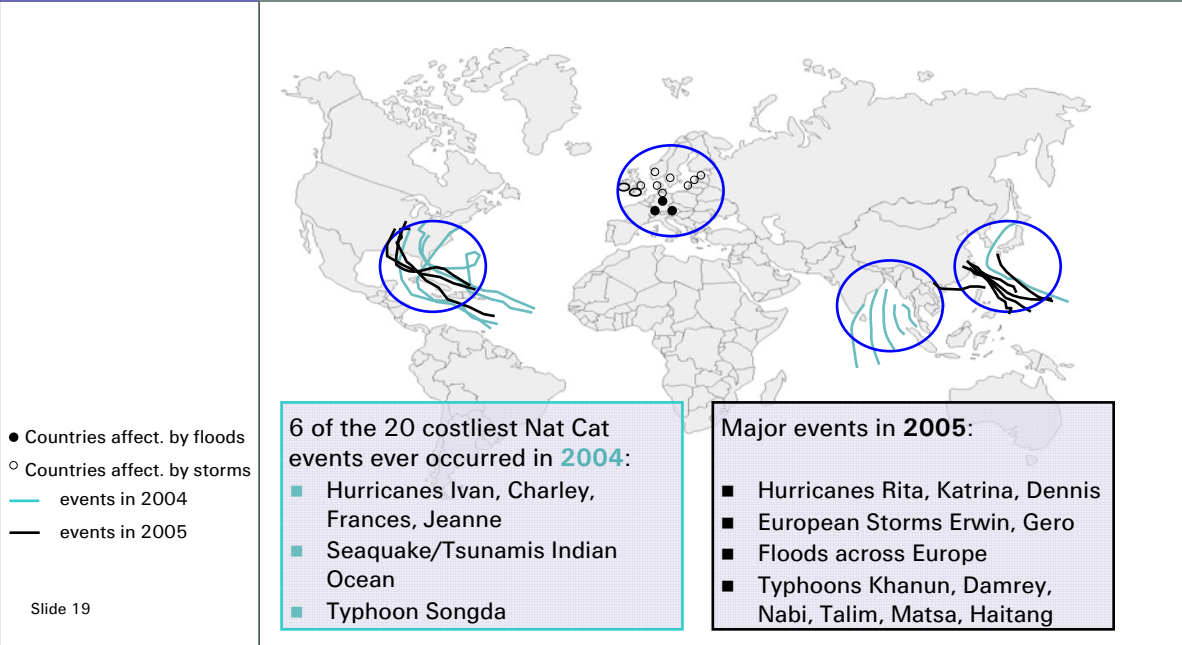 ● Countries affect. by floods
○ Countries affect. by storms
events in 2004
events in 2005
Slide 19
6 of the 20 costliest Nat Cat
events ever occurred in 2004:
■ Hurricanes Ivan, Charley,
Frances, Jeanne
■ Seaquake/Tsunamis Indian
Ocean
■ Typhoon Songda
Major events in 2005:
■ Hurricanes Rita, Katrina, Dennis
■ European Storms Erwin, Gero
■ Floods across Europe
■ Typhoons Khanun, Damrey,
Nabi, Talim, Matsa, Haitang